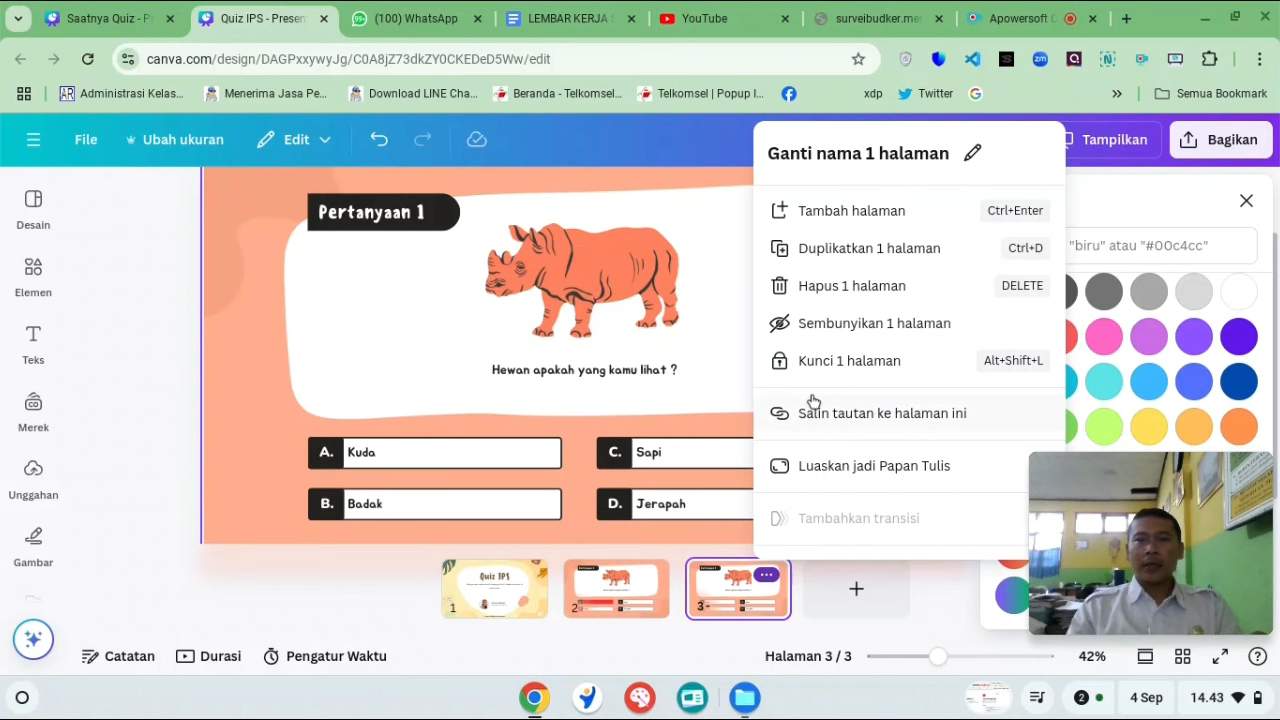 Saatnya Quiz - P
Quiz IPS - Presen
(100) WhatsApp
LEMBAR KERJA S
YouTube
surveibudker.me
Apowersoft C
canva.com/design/DAGPxxywyJg/C0A8jZ73dkZY0CKEDeD5Ww/edit
Administrasi Kelas...
Menerima Jasa Pe...
Download LINE Cha...
Beranda - Telkomsel...
Telkomsel | Popup I...
xdp
Twitter
»
Semua Bookmark
File
Ubah ukuran
Edit
Tampilkan
Bagikan
Desain
Elemen
Teks
Merek
Unggahan
Gambar
Pertanyaan 1
Hewan apakah yang kamu lihat ?
A. Kuda
C. Sapi
B. Badak
D. Jerapah
Ganti nama 1 halaman
Tambah halaman Ctrl+Enter
Duplikatkan 1 halaman Ctrl+D
Hapus 1 halaman DELETE
Sembunyikan 1 halaman
Kunci 1 halaman Alt+Shift+L
Salin tautan ke halaman ini
Luaskan jadi Papan Tulis
Tambahkan transisi
"biru" atau "#00c4cc"
Quiz IPS
1
2
3
Catatan
Durasi
Pengatur Waktu
Halaman 3 / 3
42%
2
4 Sep
14.43